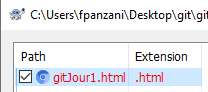 C:\Users\fpanzani\Desktop\git\git
Path Extension
gitJour1.html .html